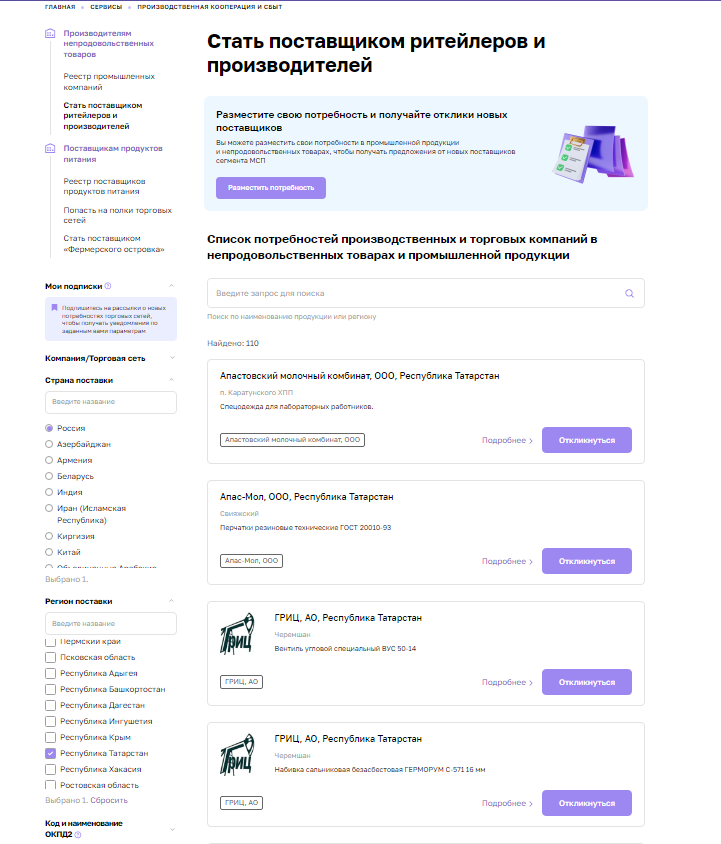 ГЛАВНАЯ СЕРВИСЫ ПРОИЗВОДСТВЕННАЯ КООПЕРАЦИЯ И СБЫТ
Производителям
непродовольственных
товаров
Реестр промышленных
компаний
Стать поставщиком
ритейлеров и
производителей
Поставщикам продуктов
питания
Реестр поставщиков
продуктов питания
Попасть на полки торговых
сетей
Стать поставщиком
«Фермерского островка»
Мои подписки
Подпишитесь на рассылки о новых
потребностях торговых сетей,
чтобы получать уведомления по
заданным вами параметрам
Компания/Торговая сеть
Страна поставки
Введите название
Россия
Азербайджан
Армения
Беларусь
Индия
Иран (Исламская
Республика)
Киргизия
Китай
Объединенные Арабские
Выбрано 1.
Регион поставки
Введите название
Пермский край
Псковская область
Республика Адыгея
Республика Башкортостан
Республика Дагестан
Республика Ингушетия
Республика Крым
Республика Татарстан
Республика Хакасия
Ростовская область
Выбрано 1. Сбросить
Код и наименование
ОКПД2
Стать поставщиком ритейлеров и
производителей
Разместите свою потребность и получайте отклики новых
поставщиков
Вы можете разместить свои потребности в промышленной продукции
и непродовольственных товарах, чтобы получать предложения от новых поставщиков
сегмента МСП
Разместить потребность
Список потребностей производственных и торговых компаний в
непродовольственных товарах и промышленной продукции
Введите запрос для поиска
Поиск по наименованию продукции или региону
Найдено: 110
Апастовский молочный комбинат, ООО, Республика Татарстан
п. Каратунского ХПП
Спецодежда для лабораторных работников.
Апастовский молочный комбинат, ООО
Подробнее
Откликнуться
Апас-Мол, ООО, Республика Татарстан
Свияжский
Перчатки резиновые технические ГОСТ 20010-93
Апас-Мол, ООО
Подробнее
Откликнуться
Гриц
ГРИЦ, АО, Республика Татарстан
Черемшан
Вентиль угловой специальный ВУС 50-14
ГРИЦ, АО
Подробнее
Откликнуться
Гриц
ГРИЦ, АО, Республика Татарстан
Черемшан
Набивка сальниковая безасбестовая ГЕРМОРУМ С-571 16 мм
ГРИЦ, АО
Подробнее
Откликнуться